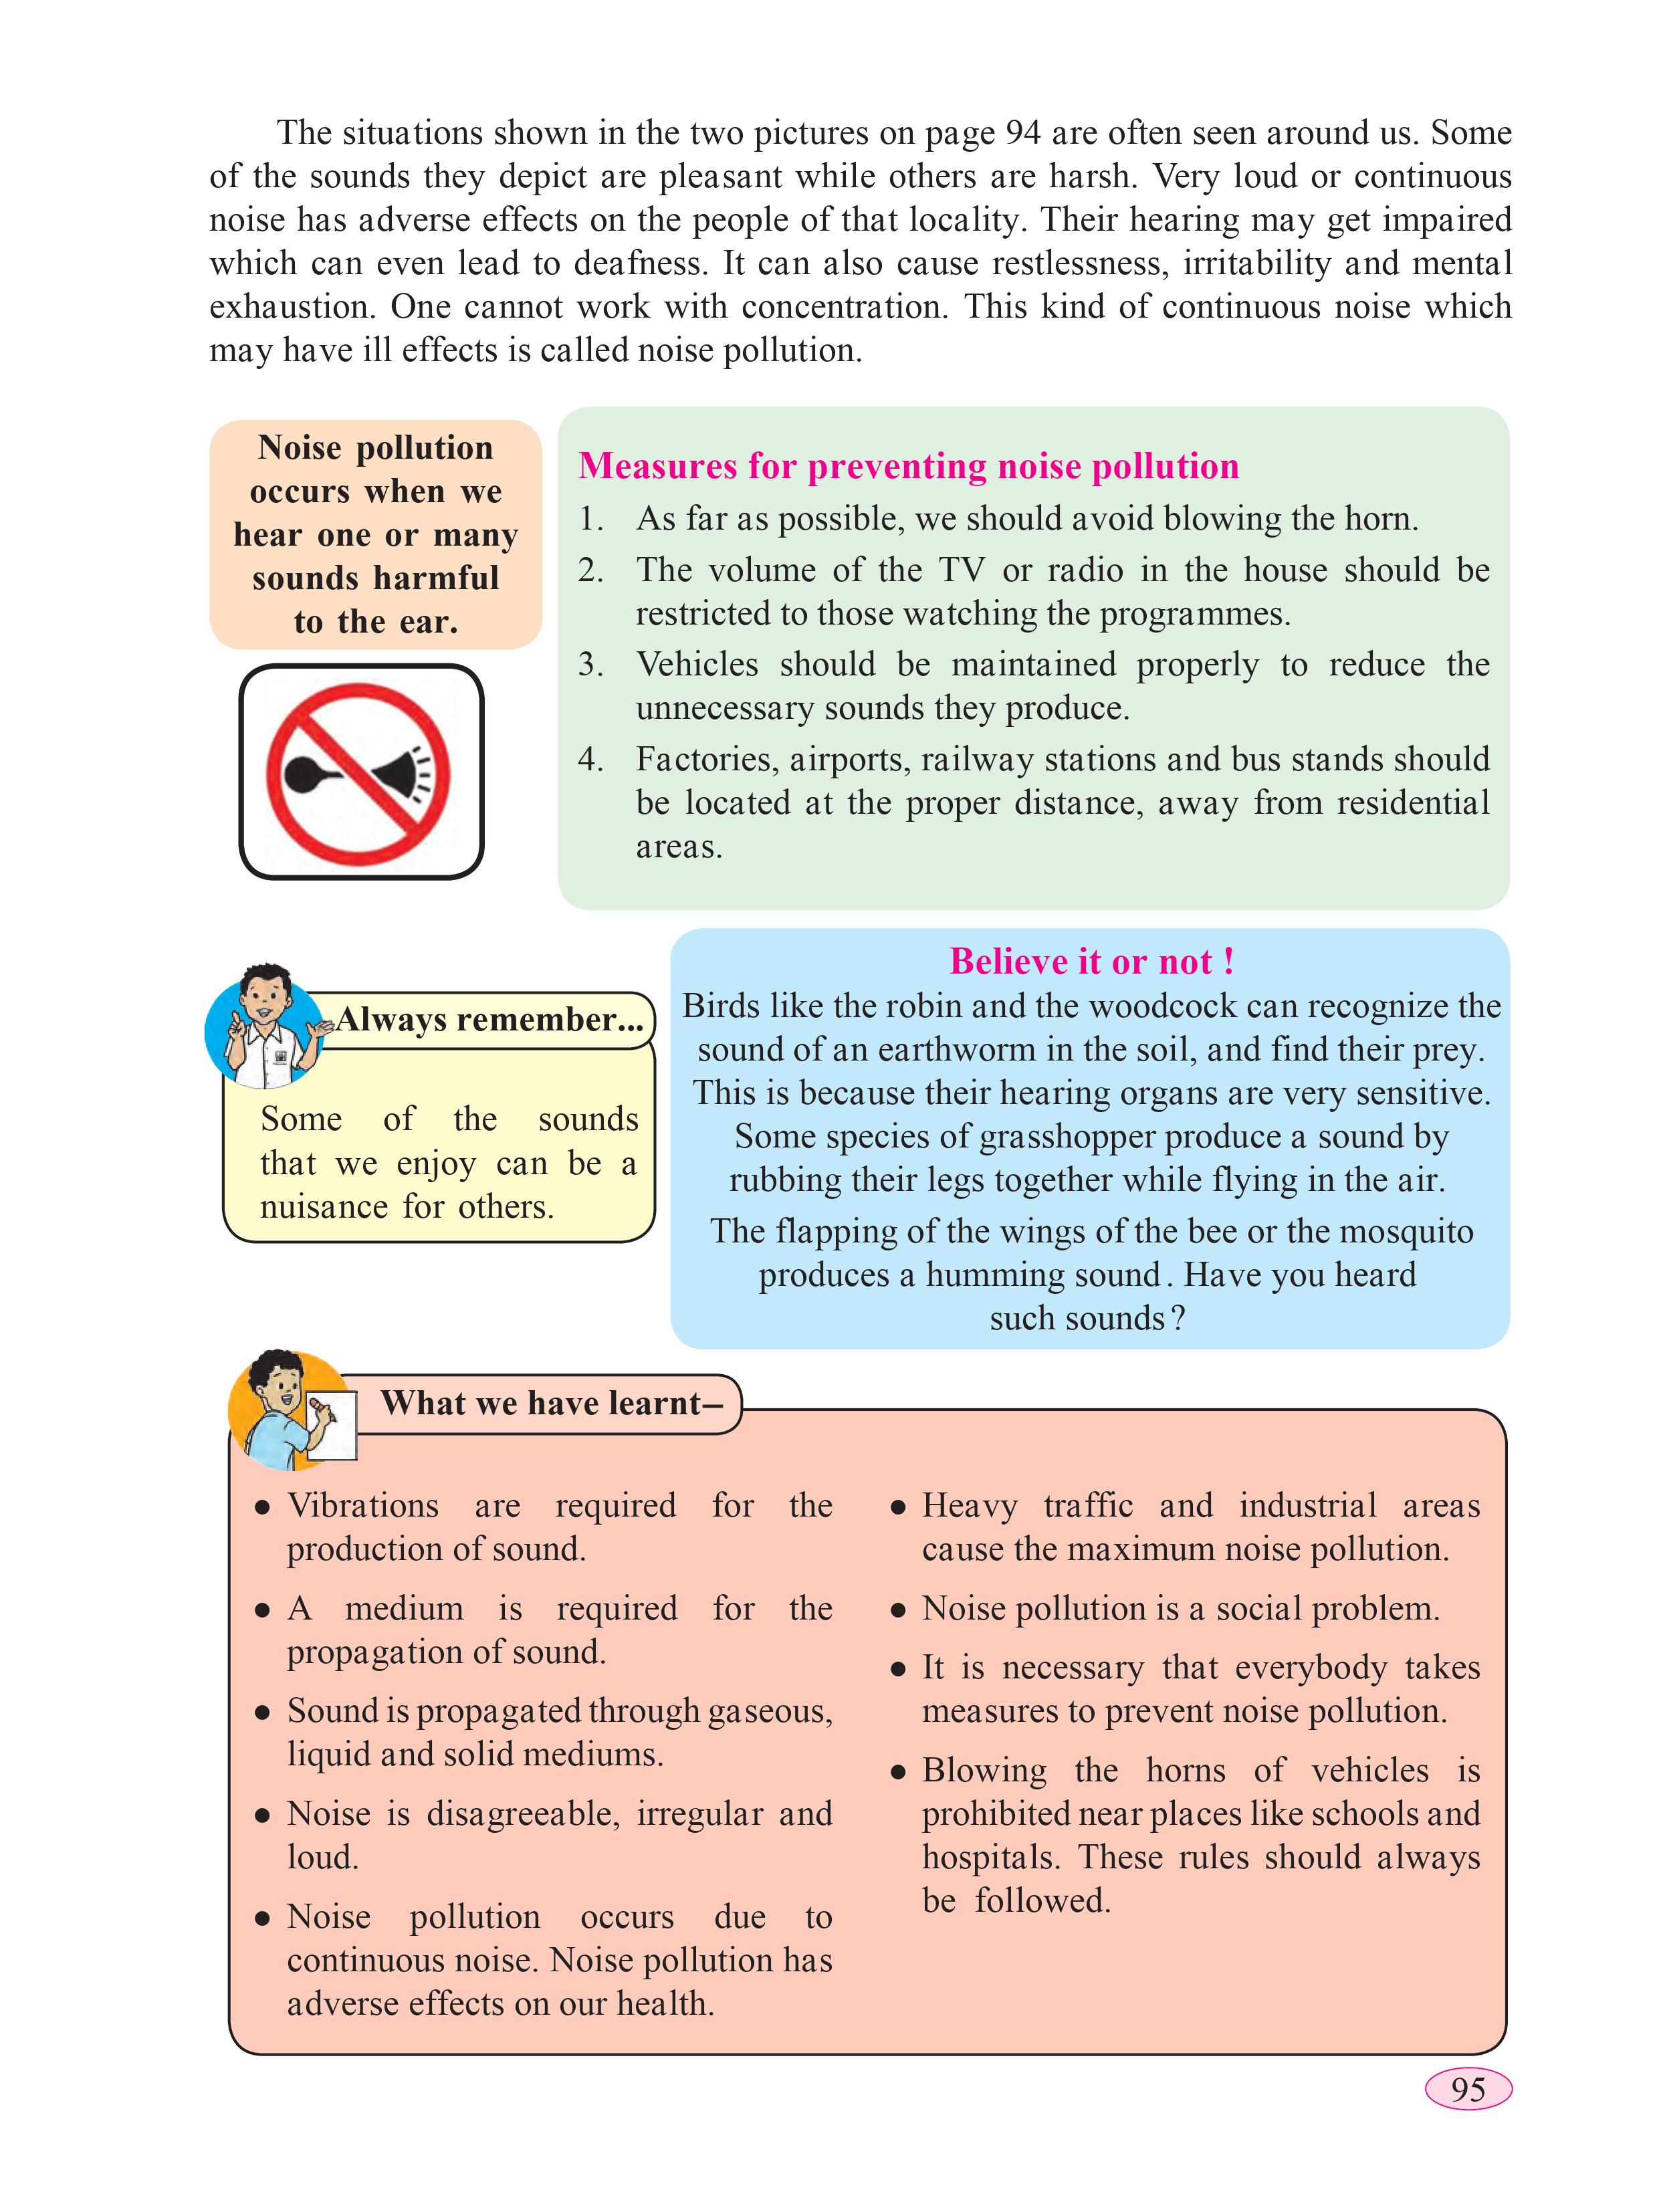 The situations shown in the two pictures on page 94 are often seen around us. Some
of the sounds they depict are pleasant while others are harsh. Very loud or continuous
noise has adverse effects on the people of that locality. Their hearing may get impaired
which can even lead to deafness. It can also cause restlessness, irritability and mental
exhaustion. One cannot work with concentration. This kind of continuous noise which
may have ill effects is called noise pollution.
Noise pollution
occurs when we
hear one or many
sounds harmful
to the ear.
Measures for preventing noise pollution
1. As far as possible, we should avoid blowing the horn.
2. The volume of the TV or radio in the house should be
restricted to those watching the programmes.
3. Vehicles should be maintained properly to reduce the
unnecessary sounds they produce.
4. Factories, airports, railway stations and bus stands should
be located at the proper distance, away from residential
areas.
Always remember...
Some of the sounds
that we enjoy can be a
nuisance for others.
Believe it or not !
Birds like the robin and the woodcock can recognize the
sound of an earthworm in the soil, and find their prey.
This is because their hearing organs are very sensitive.
Some species of grasshopper produce a sound by
rubbing their legs together while flying in the air.
The flapping of the wings of the bee or the mosquito
produces a humming sound. Have you heard
such sounds?
What we have learnt–
● Vibrations are required for the
production of sound.
● A medium is required for the
propagation of sound.
● Sound is propagated through gaseous,
liquid and solid mediums.
● Noise is disagreeable, irregular and
loud.
● Noise pollution occurs due to
continuous noise. Noise pollution has
adverse effects on our health.
● Heavy traffic and industrial areas
cause the maximum noise pollution.
● Noise pollution is a social problem.
● It is necessary that everybody takes
measures to prevent noise pollution.
● Blowing the horns of vehicles is
prohibited near places like schools and
hospitals. These rules should always
be followed.
95